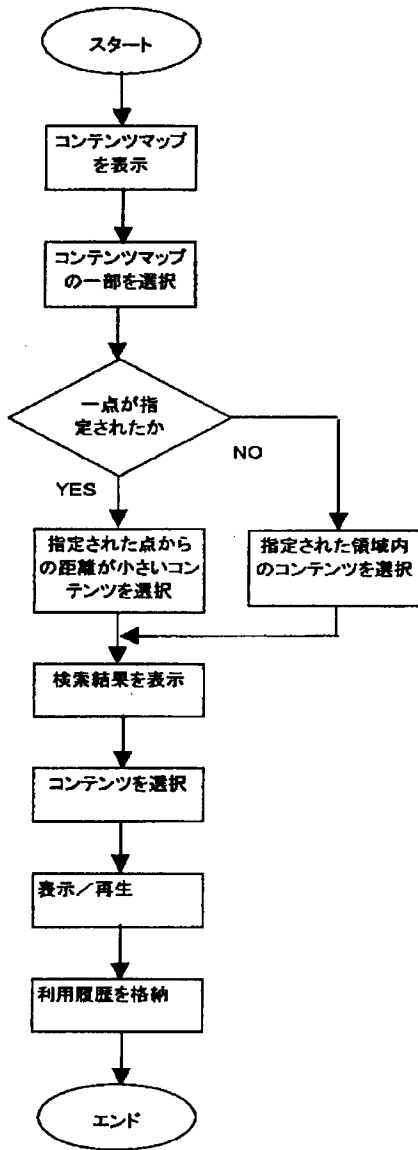 スタート
コンテンツマップ
を表示
コンテンツマップ
の一部を選択
一点が指
定されたか
NO
YES
指定された点から
の距離が小さいコン
テンツを選択
指定された領域内
のコンテンツを選択
検索結果を表示
コンテンツを選択
表示／再生
利用履歴を格納
エンド